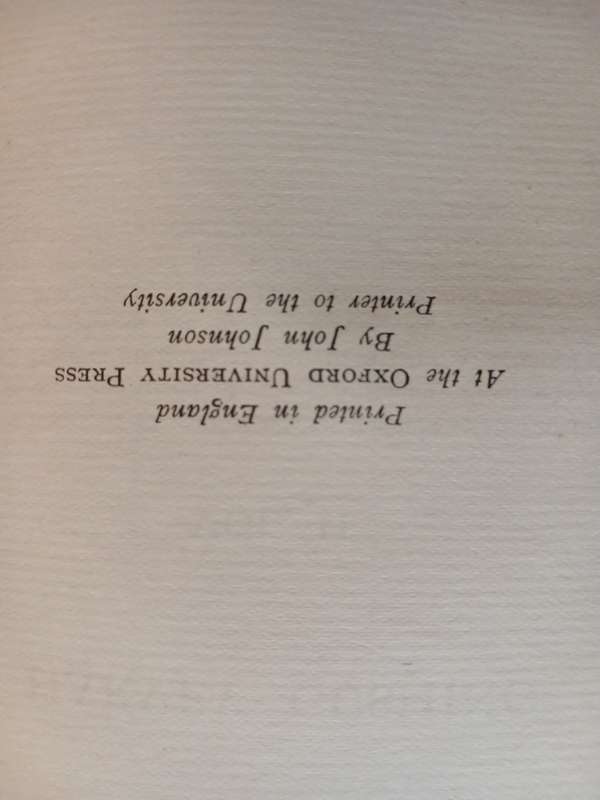 Printed in England
At the OXFORD UNIVERSITY PRESS
By John Johnson
Printer to the University